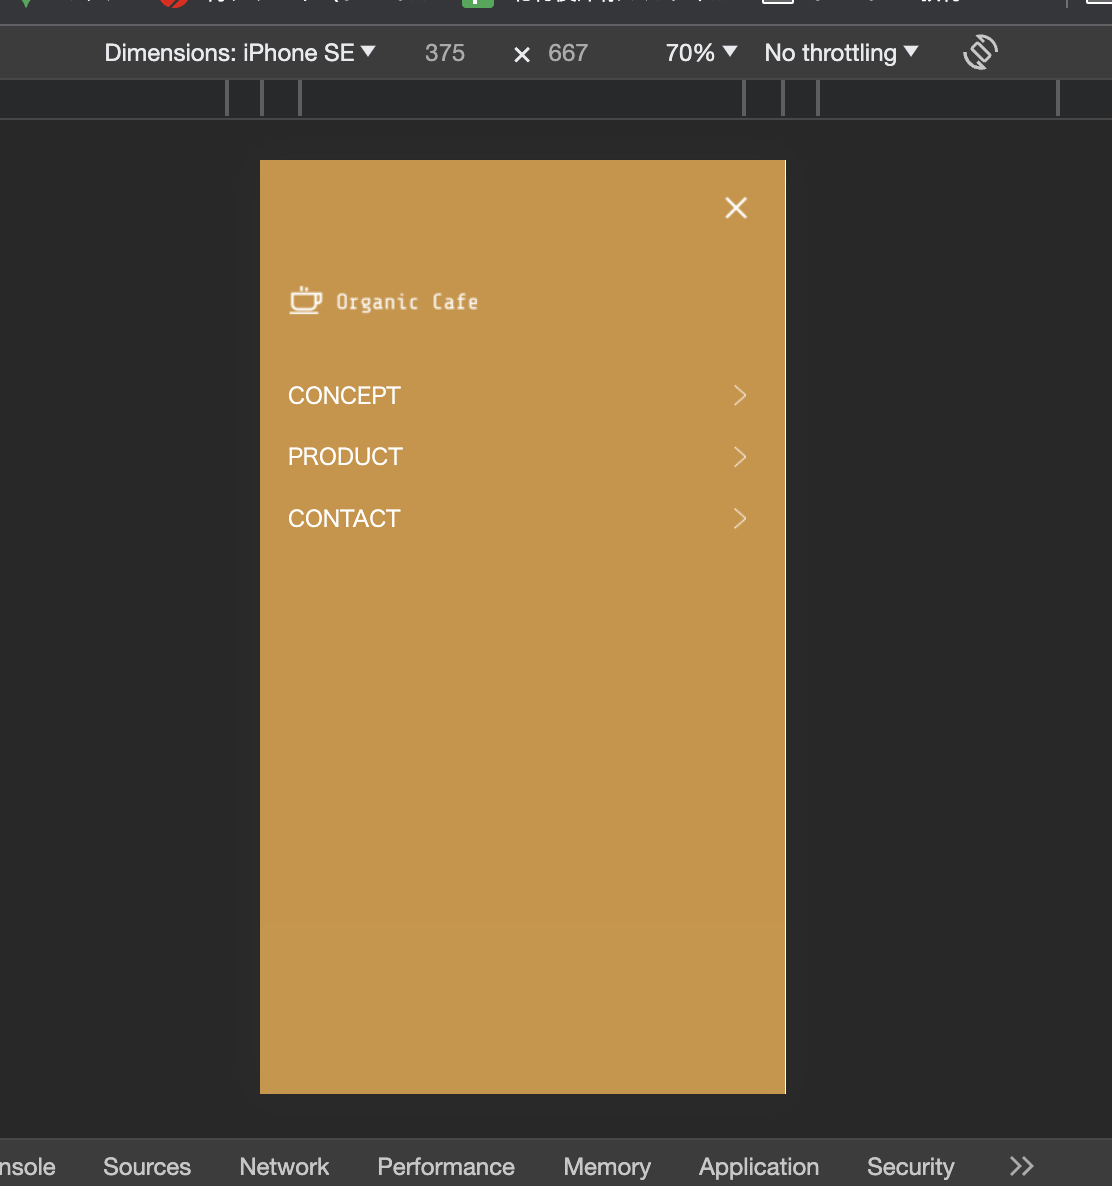 Dimensions: iPhone SE 375 × 667 70% No throttling
Organic Cafe
CONCEPT
PRODUCT
CONTACT
Sources Network Performance Memory Application Security